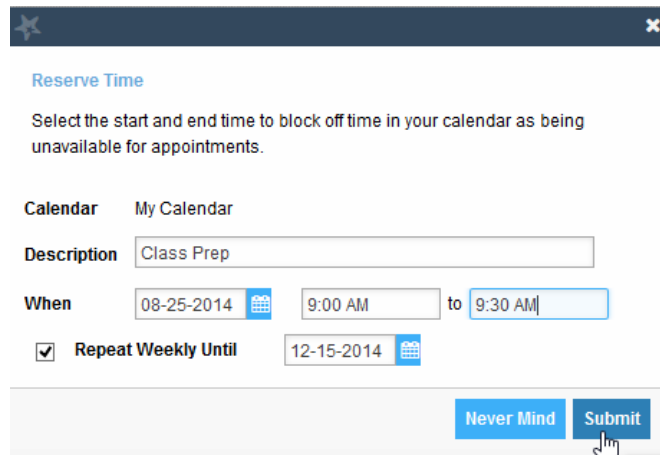 Reserve Time
Select the start and end time to block off time in your calendar as being
unavailable for appointments.
Calendar My Calendar
Description Class Prep
When 08-25-2014 9:00 AM to 9:30 AM
Repeat Weekly Until 12-15-2014
Never Mind Submit